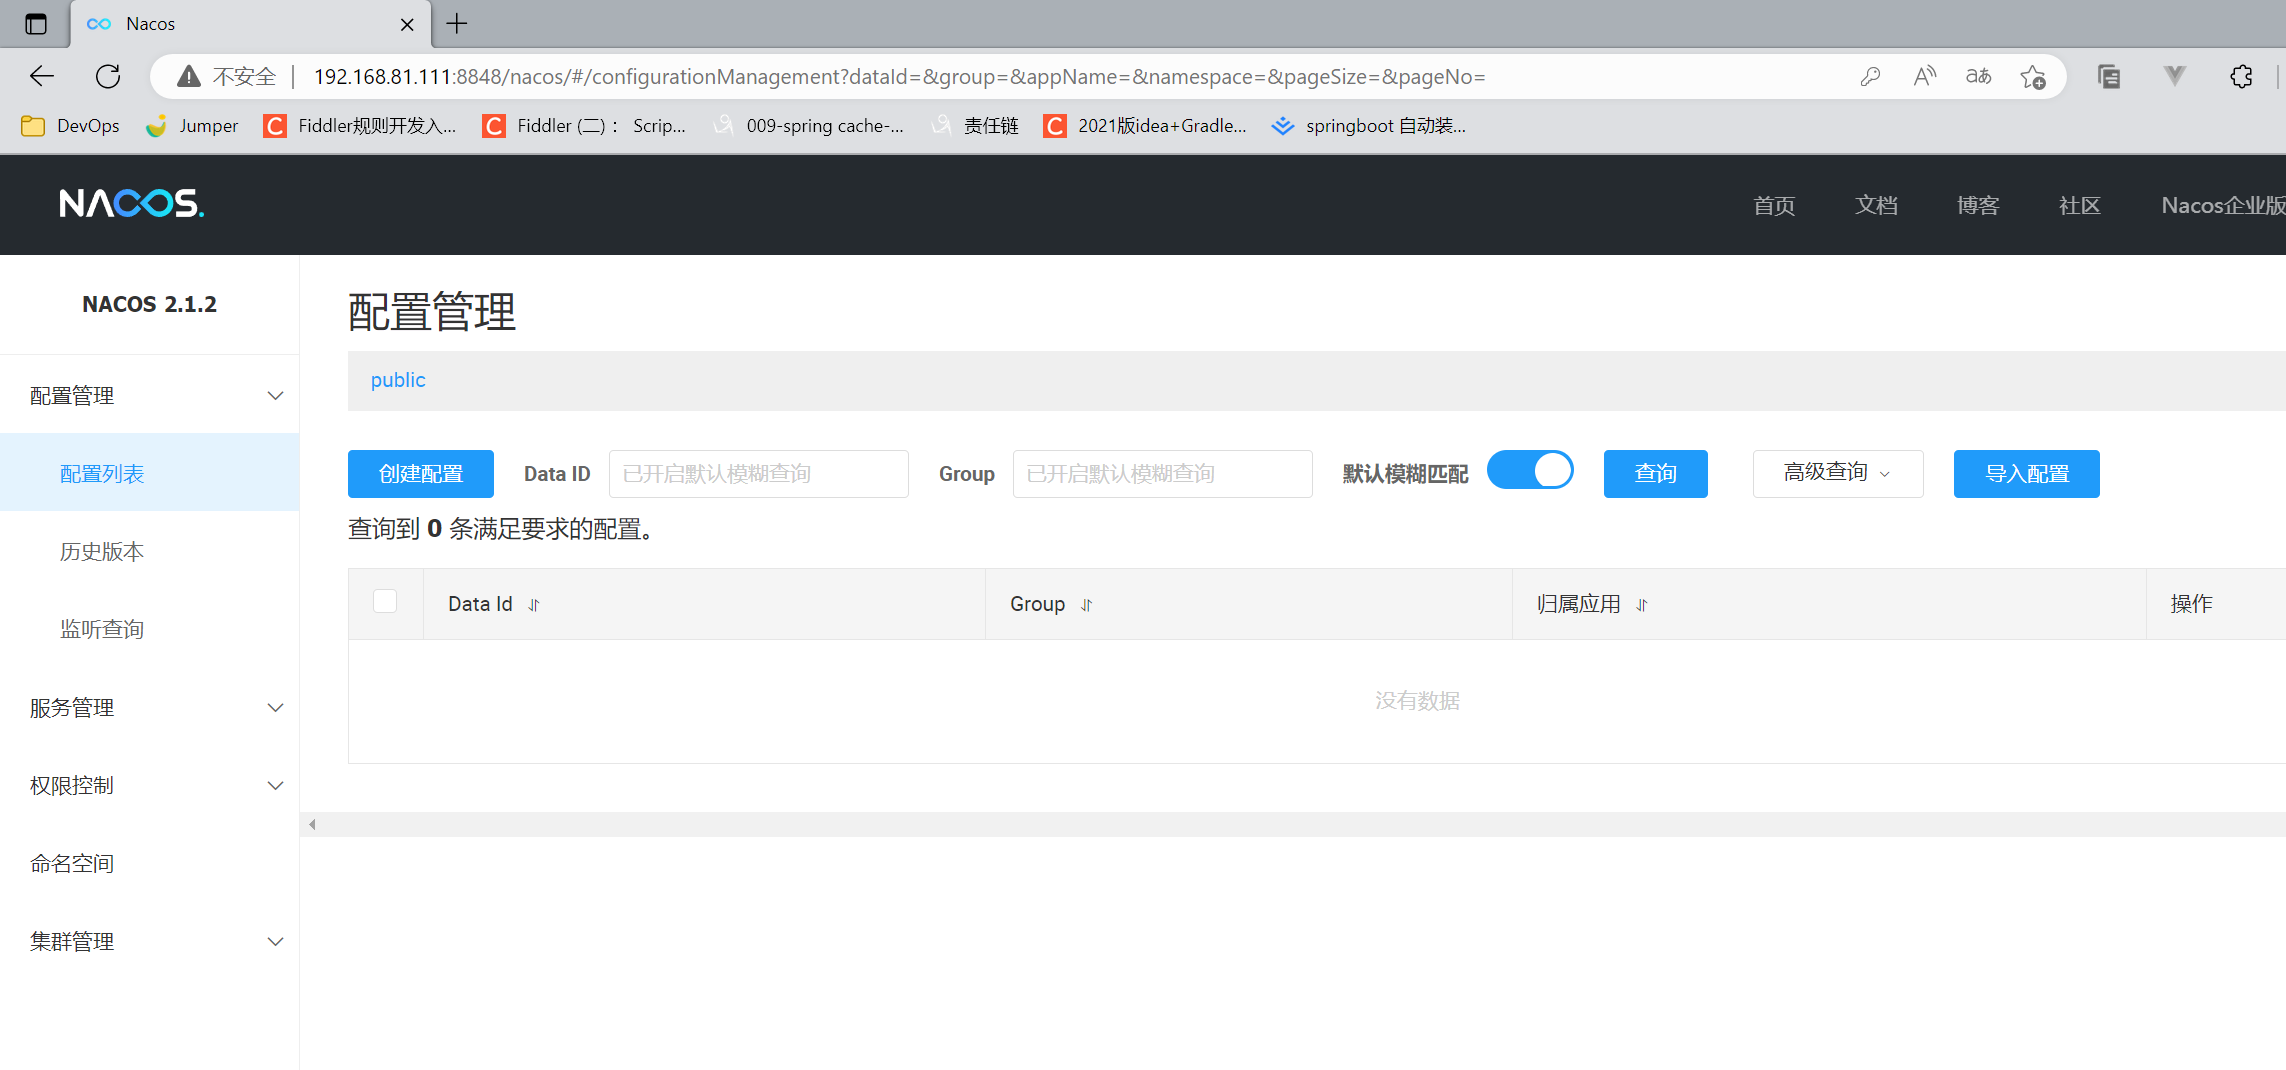 Nacos
不安全 192.168.81.111:8848/nacos/#/configurationManagement?dataId=&group=&appName=&namespace=&pageSize=&pageNo=
DevOps Jumper Fiddler规则开发入... Fiddler (二)： Scrip... 009-spring cache-... 责任链 2021版idea+Gradle... springboot 自动装...
NACOS. 首页 文档 博客 社区 Nacos企业版
NACOS 2.1.2
配置管理
配置列表
历史版本
监听查询
服务管理
权限控制
命名空间
集群管理
配置管理
public
创建配置 Data ID 已开启默认模糊查询 Group 已开启默认模糊查询 默认模糊匹配 查询 高级查询 导入配置
查询到 0 条满足要求的配置。
Data Id Group 归属应用 操作
没有数据